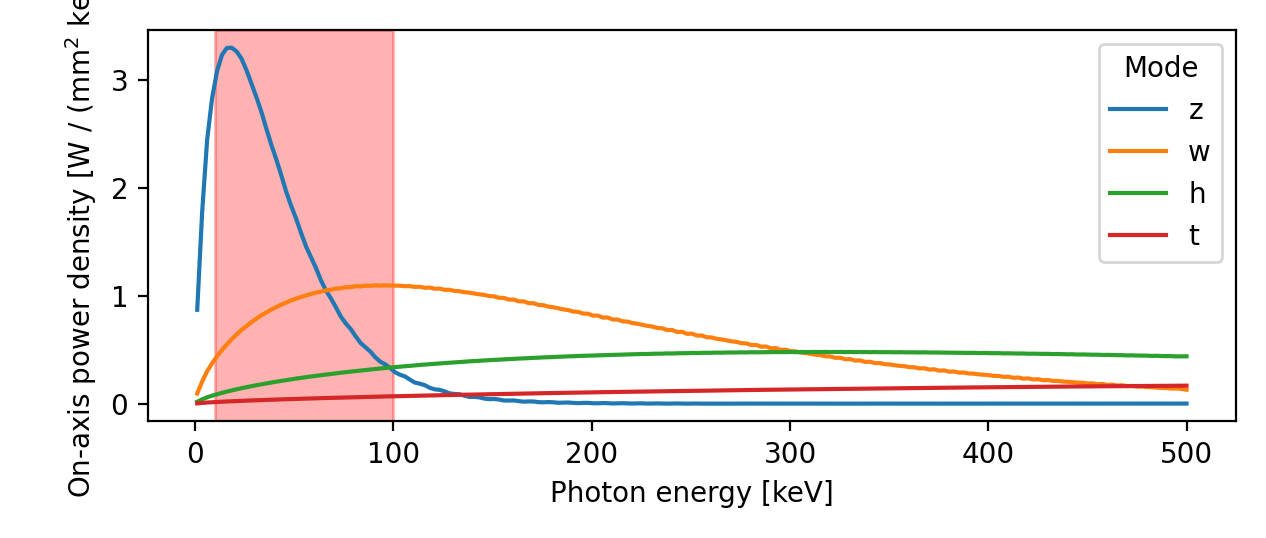 On-axis power density [W / (mm² ke
3
2
1
0
0 100 200 300 400 500
Photon energy [keV]
Mode
z
w
h
t